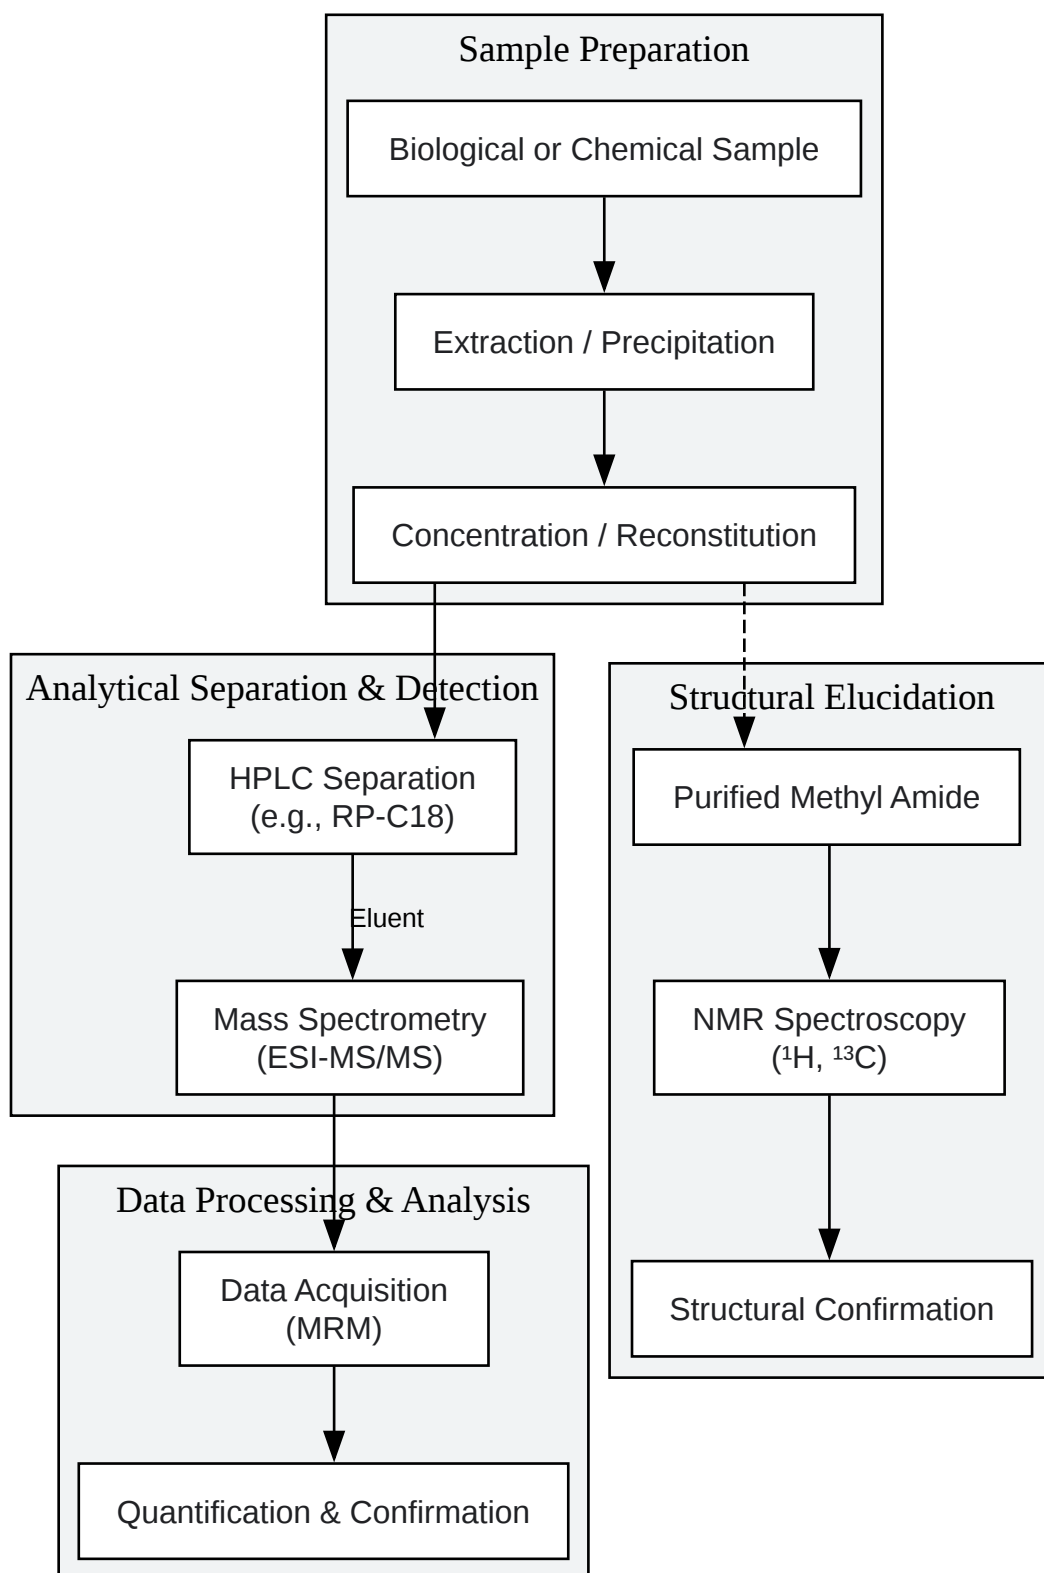 Sample Preparation
Biological or Chemical Sample
Extraction / Precipitation
Concentration / Reconstitution
Analytical Separation & Detection
HPLC Separation
(e.g., RP-C18)
Eluent
Mass Spectrometry
(ESI-MS/MS)
Data Processing & Analysis
Data Acquisition
(MRM)
Quantification & Confirmation
Structural Elucidation
Purified Methyl Amide
NMR Spectroscopy
(¹H, ¹³C)
Structural Confirmation